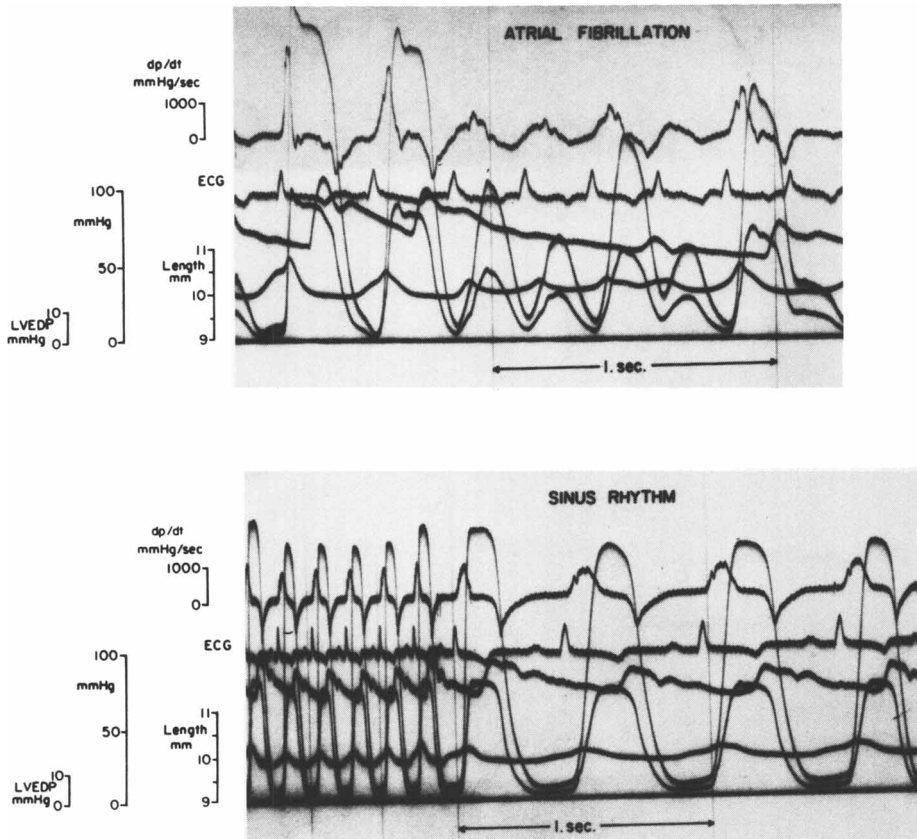 ATRIAL FIBRILLATION
dp/dt
mmHg/sec
1000
0
ECG
100
mmHg
50
0
Length
mm
11
10
9
10
LVEDP
mmHg
0
1. sec.
SINUS RHYTHM
dp/dt
mmHg/sec
1000
0
ECG
100
mmHg
50
0
Length
mm
11
10
9
10
LVEDP
mmHg
0
1. sec.